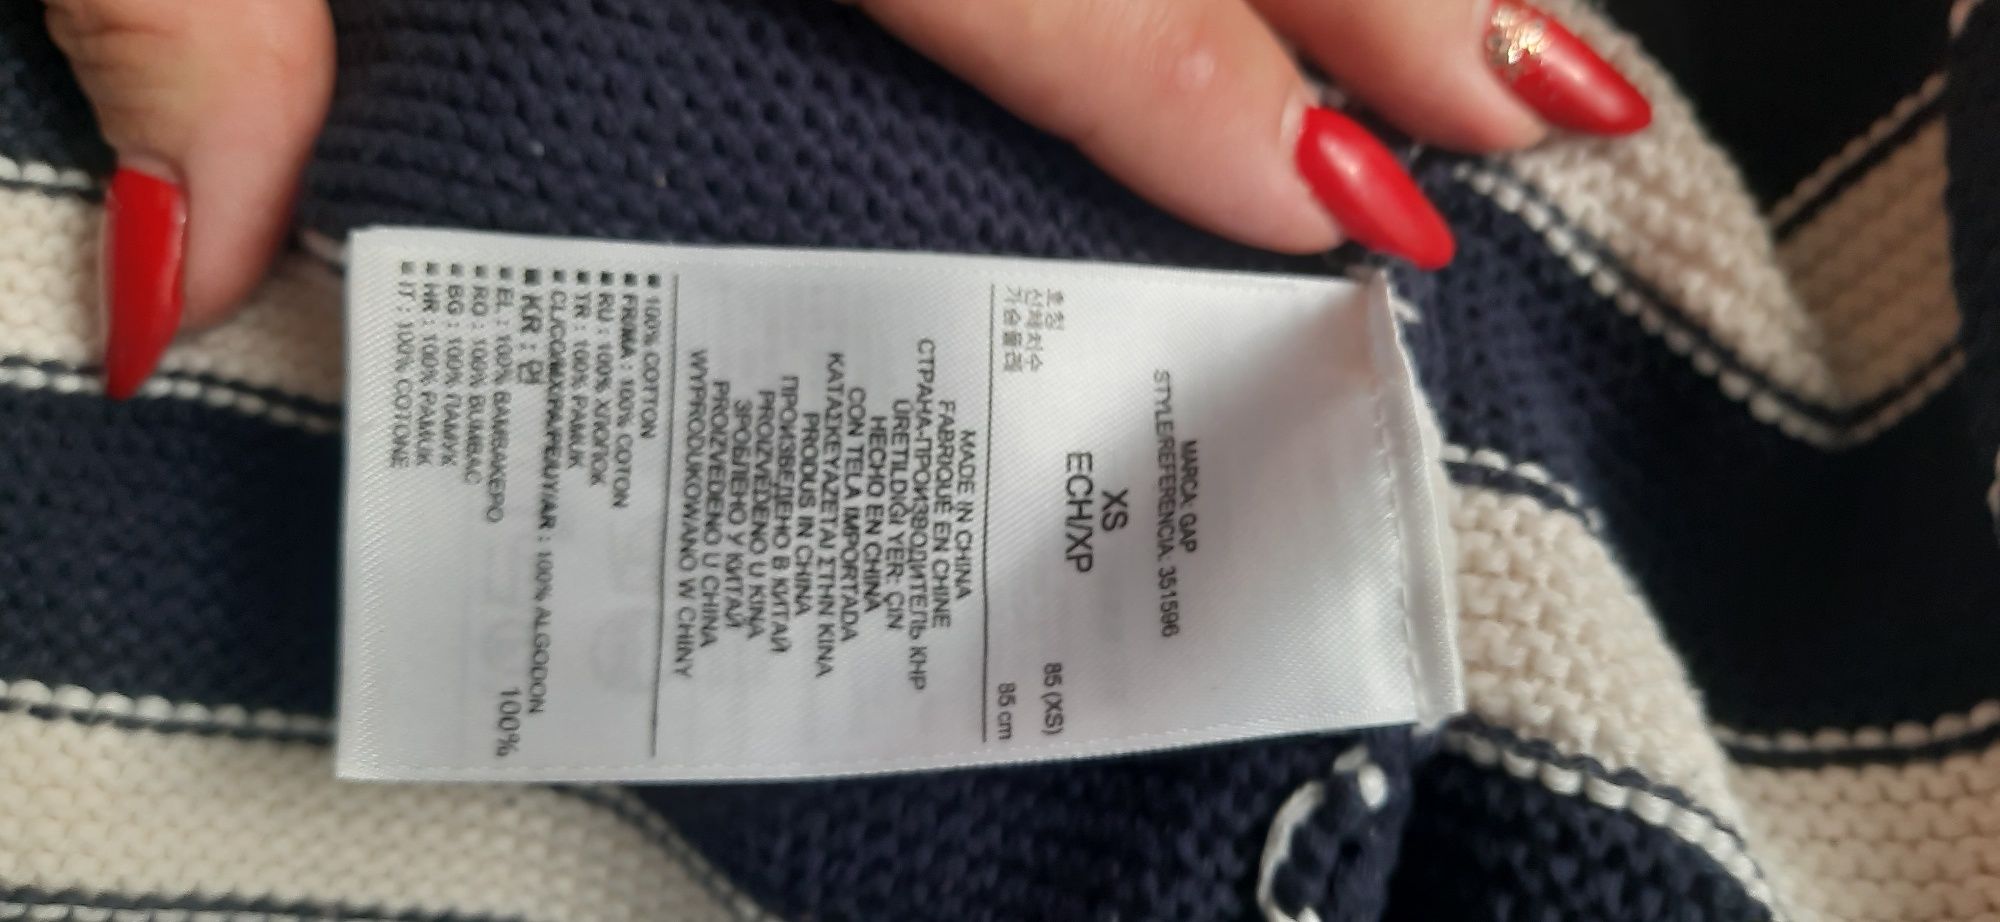 MARCA: GAP
STYLE/REFERENCIA: 351596
XS
ECH/XP
호칭 85 (XS)
신체치수
가슴둘레 85 cm
MADE IN CHINA
FABRIQUÉ EN CHINE
СТРАНА-ПРОИЗВОДИТЕЛЬ КНР
ÜRETILDIĞI YER: ÇIN
HECHO EN CHINA
CON TELA IMPORTADA
ΚΑΤΑΣΚΕΥΑΖΕΤΑΙ ΣΤΗΝ ΚΙΝΑ
PRODUS IN CHINA
ПРОИЗВЕДЕНО В КИТАЙ
PROIZVEDENO U KINA
ЗРОБЛЕНО У КИТАЙ
PROIZVEDENO U CHINA
WYPRODUKOWANO W CHINY
100% COTTON
FR/MA : 100% COTON
RU : 100% ХЛОПОК
TR : 100% PAMUK
CL/CO/MX/PA/PE/UY/AR : 100% ALGODON
KR : 면 100%
EL : 100% ΒΑΜΒΑΚΕΡΟ
RO : 100% BUMBAC
BG : 100% ПАМУК
HR : 100% PAMUK
IT : 100% COTONE